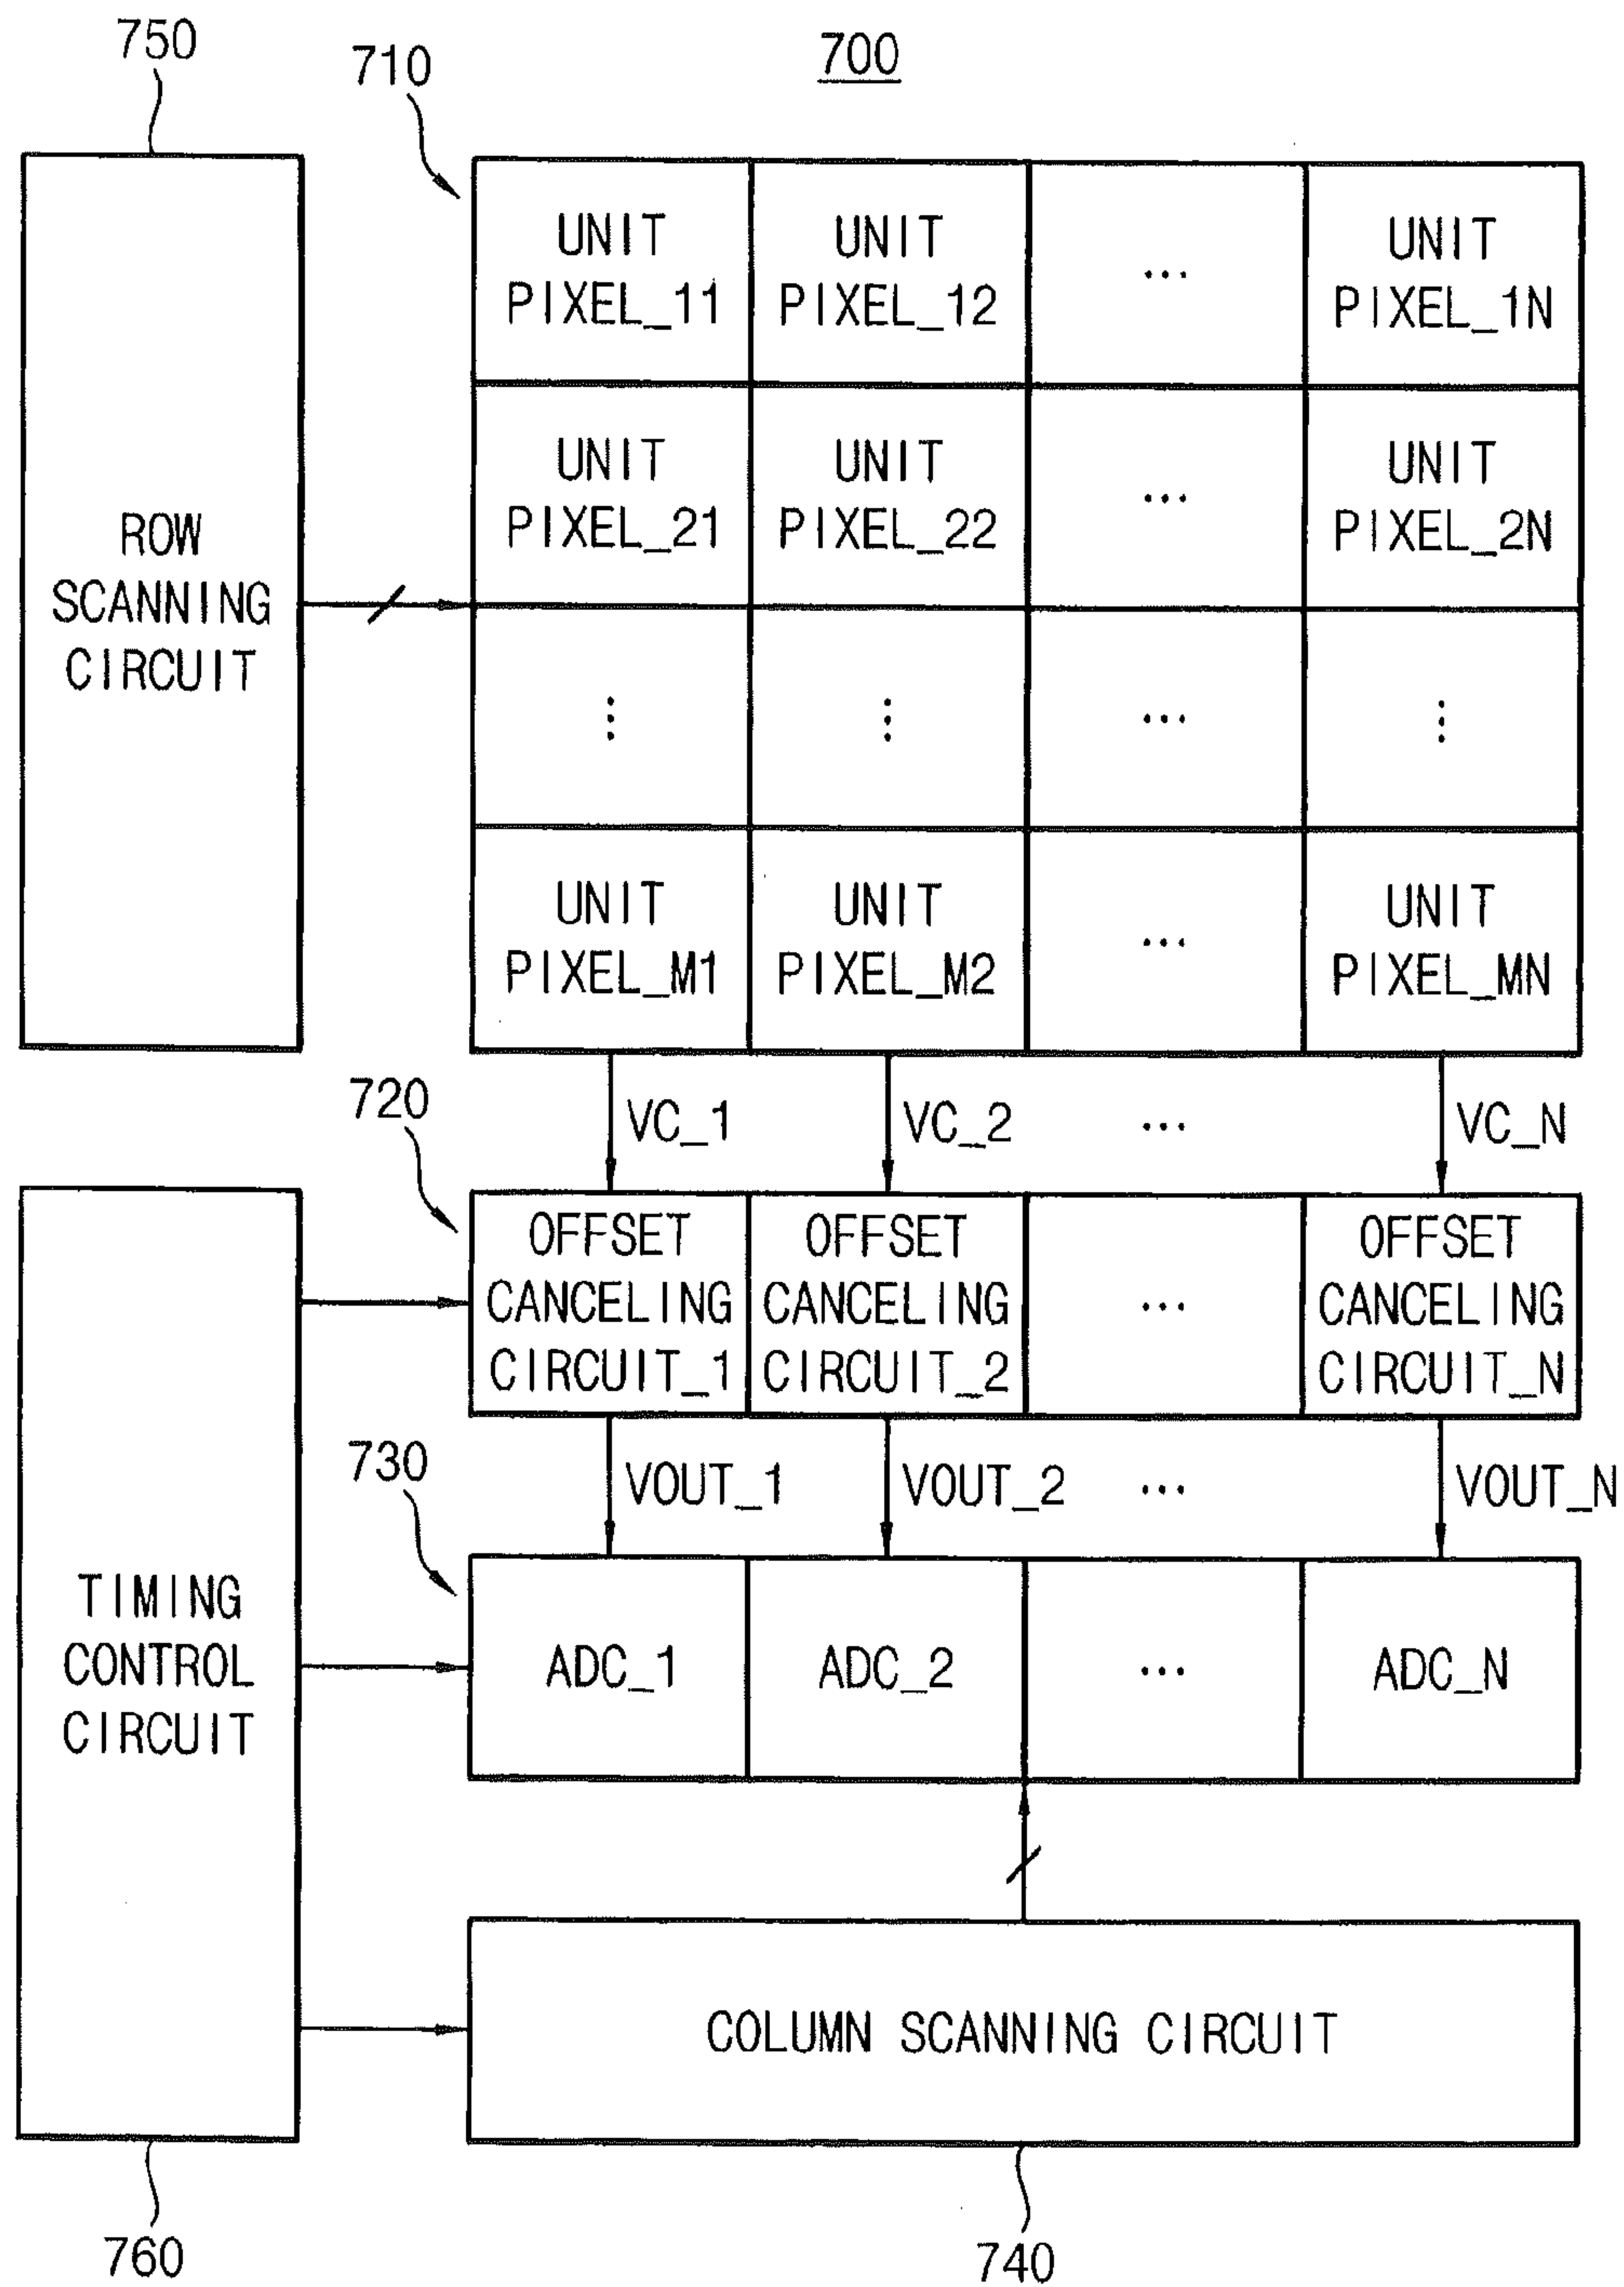 750
710
700
UNIT
PIXEL_11
UNIT
PIXEL_12
...
UNIT
PIXEL_1N
UNIT
PIXEL_21
UNIT
PIXEL_22
...
UNIT
PIXEL_2N
ROW
SCANNING
CIRCUIT
⋮
⋮
...
⋮
UNIT
PIXEL_M1
UNIT
PIXEL_M2
...
UNIT
PIXEL_MN
720
VC_1
VC_2
...
VC_N
OFFSET
CANCELING
CIRCUIT_1
OFFSET
CANCELING
CIRCUIT_2
...
OFFSET
CANCELING
CIRCUIT_N
730
VOUT_1
VOUT_2
...
VOUT_N
TIMING
CONTROL
CIRCUIT
ADC_1
ADC_2
...
ADC_N
COLUMN SCANNING CIRCUIT
760
740